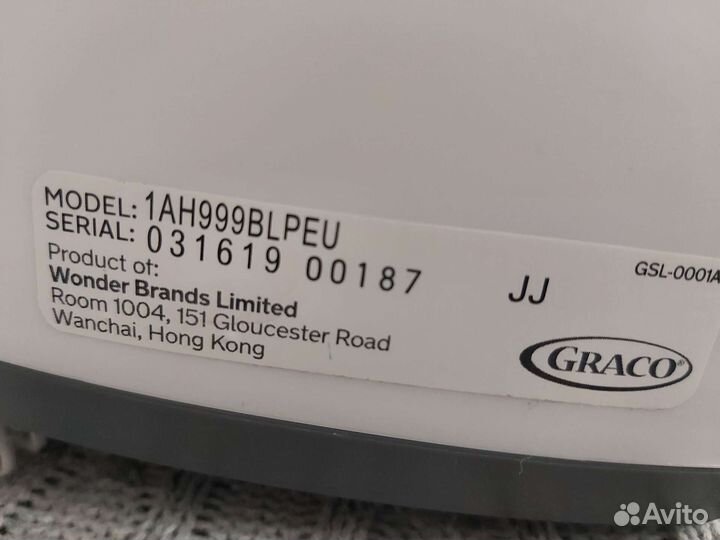 MODEL: 1AH999BLPEU
SERIAL: 031619 00187
Product of:
Wonder Brands Limited
Room 1004, 151 Gloucester Road
Wanchai, Hong Kong
JJ
GSL-0001A
GRACO®
Avito